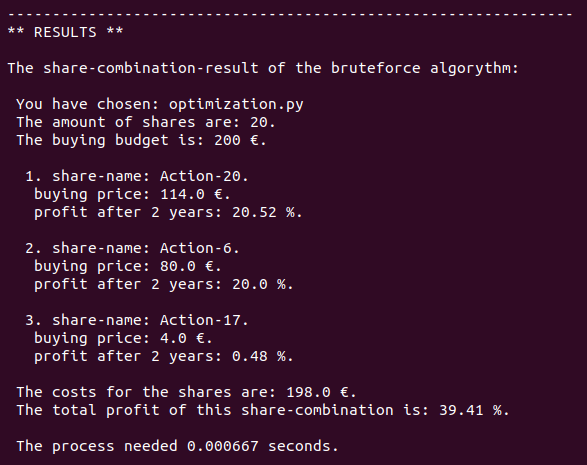 ---------------------------------------------------------------
** RESULTS **
The share-combination-result of the bruteforce algorythm:
You have chosen: optimization.py
The amount of shares are: 20.
The buying budget is: 200 €.
1. share-name: Action-20.
buying price: 114.0 €.
profit after 2 years: 20.52 %.
2. share-name: Action-6.
buying price: 80.0 €.
profit after 2 years: 20.0 %.
3. share-name: Action-17.
buying price: 4.0 €.
profit after 2 years: 0.48 %.
The costs for the shares are: 198.0 €.
The total profit of this share-combination is: 39.41 %.
The process needed 0.000667 seconds.